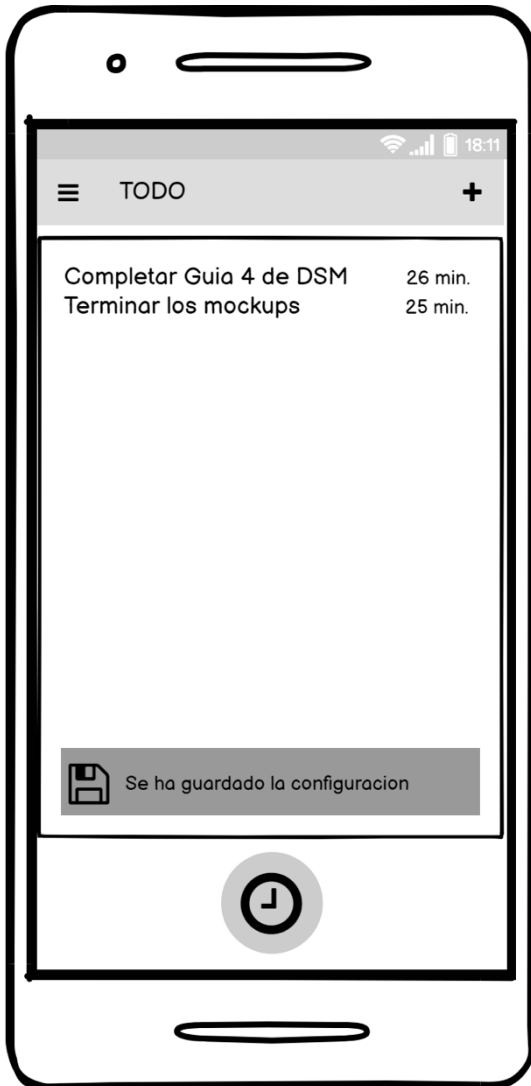 18:11
TODO
Completar Guia 4 de DSM 26 min.
Terminar los mockups 25 min.
Se ha guardado la configuracion